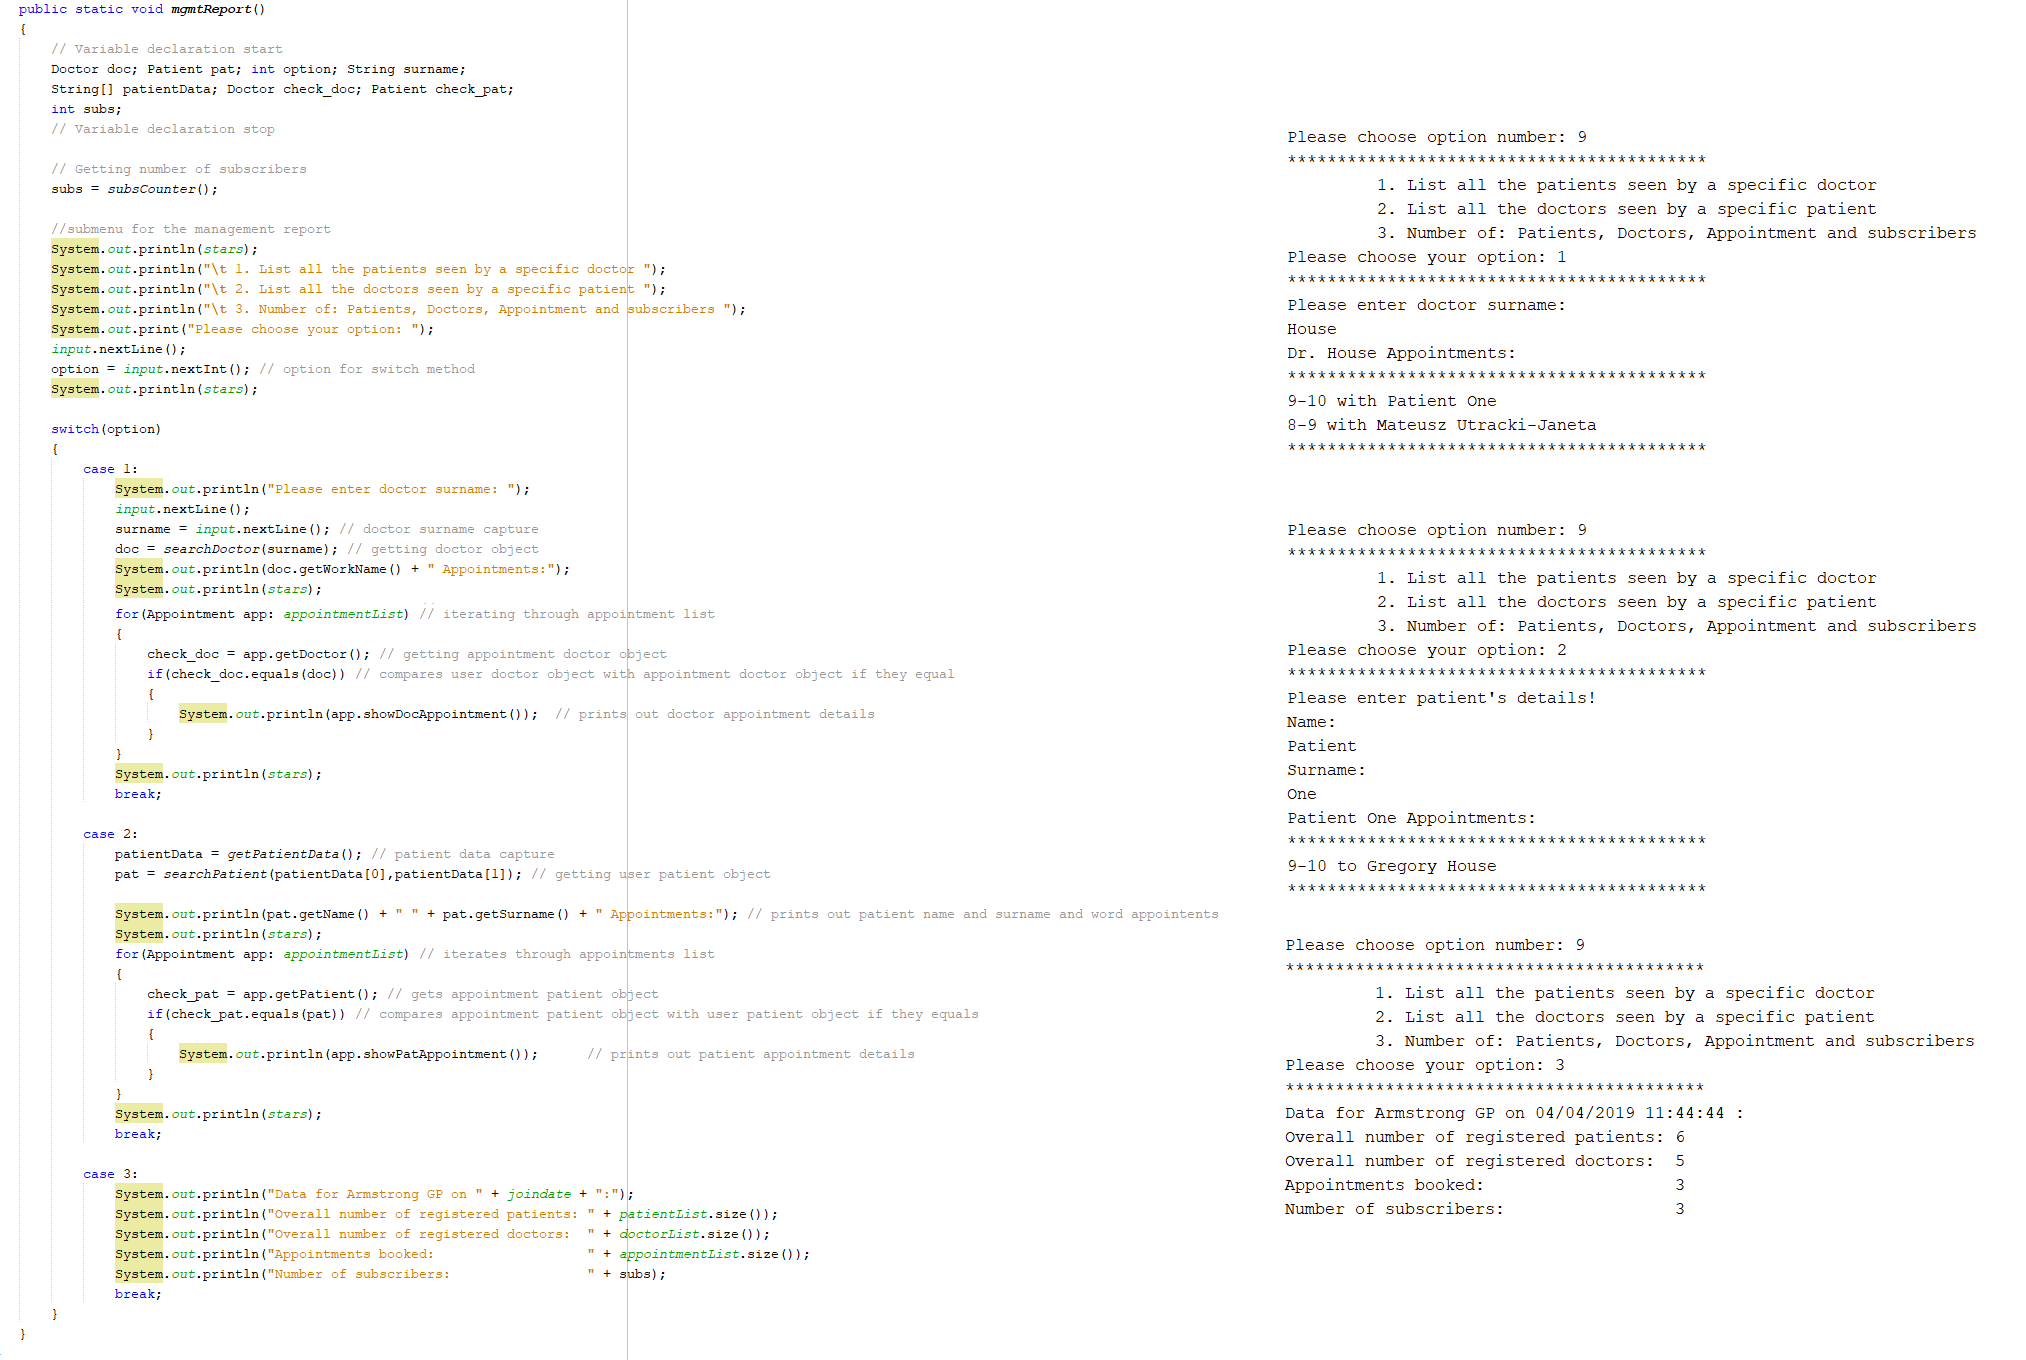 public static void mgmtReport()
{
// Variable declaration start
Doctor doc; Patient pat; int option; String surname;
String[] patientData; Doctor check_doc; Patient check_pat;
int subs;
// Variable declaration stop
// Getting number of subscribers
subs = subsCounter();
//submenu for the management report
System.out.println(stars);
System.out.println("\t 1. List all the patients seen by a specific doctor ");
System.out.println("\t 2. List all the doctors seen by a specific patient ");
System.out.println("\t 3. Number of: Patients, Doctors, Appointment and subscribers ");
System.out.print("Please choose your option: ");
input.nextLine();
option = input.nextInt(); // option for switch method
System.out.println(stars);
switch(option)
{
case 1:
System.out.println("Please enter doctor surname: ");
input.nextLine();
surname = input.nextLine(); // doctor surname capture
doc = searchDoctor(surname); // getting doctor object
System.out.println(doc.getWorkName() + " Appointments:");
System.out.println(stars);
for(Appointment app: appointmentList) // iterating through appointment list
{
check_doc = app.getDoctor(); // getting appointment doctor object
if(check_doc.equals(doc)) // compares user doctor object with appointment doctor object if they equal
{
System.out.println(app.showDocAppointment()); // prints out doctor appointment details
}
}
System.out.println(stars);
break;
case 2:
patientData = getPatientData(); // patient data capture
pat = searchPatient(patientData[0],patientData[1]); // getting user patient object
System.out.println(pat.getName() + " " + pat.getSurname() + " Appointments:"); // prints out patient name and surname and word appointents
System.out.println(stars);
for(Appointment app: appointmentList) // iterates through appointments list
{
check_pat = app.getPatient(); // gets appointment patient object
if(check_pat.equals(pat)) // compares appointment patient object with user patient object if they equals
{
System.out.println(app.showPatAppointment()); // prints out patient appointment details
}
}
System.out.println(stars);
break;
case 3:
System.out.println("Data for Armstrong GP on " + joindate + ":");
System.out.println("Overall number of registered patients: " + patientList.size());
System.out.println("Overall number of registered doctors:  " + doctorList.size());
System.out.println("Appointments booked:                   " + appointmentList.size());
System.out.println("Number of subscribers:                 " + subs);
break;
}
}
Please choose option number: 9
******************************************
1. List all the patients seen by a specific doctor
2. List all the doctors seen by a specific patient
3. Number of: Patients, Doctors, Appointment and subscribers
Please choose your option: 1
******************************************
Please enter doctor surname:
House
Dr. House Appointments:
******************************************
9-10 with Patient One
8-9 with Mateusz Utracki-Janeta
******************************************
Please choose option number: 9
******************************************
1. List all the patients seen by a specific doctor
2. List all the doctors seen by a specific patient
3. Number of: Patients, Doctors, Appointment and subscribers
Please choose your option: 2
******************************************
Please enter patient's details!
Name:
Patient
Surname:
One
Patient One Appointments:
******************************************
9-10 to Gregory House
******************************************
Please choose option number: 9
******************************************
1. List all the patients seen by a specific doctor
2. List all the doctors seen by a specific patient
3. Number of: Patients, Doctors, Appointment and subscribers
Please choose your option: 3
******************************************
Data for Armstrong GP on 04/04/2019 11:44:44 :
Overall number of registered patients: 6
Overall number of registered doctors:  5
Appointments booked:                   3
Number of subscribers:                 3